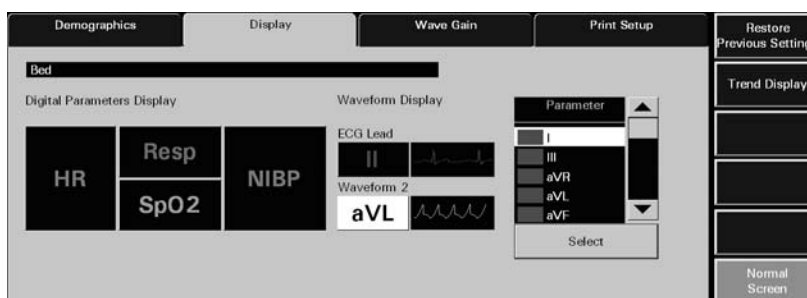 Demographics
Display
Wave Gain
Print Setup
Restore
Previous Setting
Bed
Trend Display
Digital Parameters Display
Waveform Display
Parameter
ECG Lead
HR
Resp
SpO2
NIBP
II
Waveform 2
aVL
I
III
aVR
aVL
aVF
Select
Normal
Screen